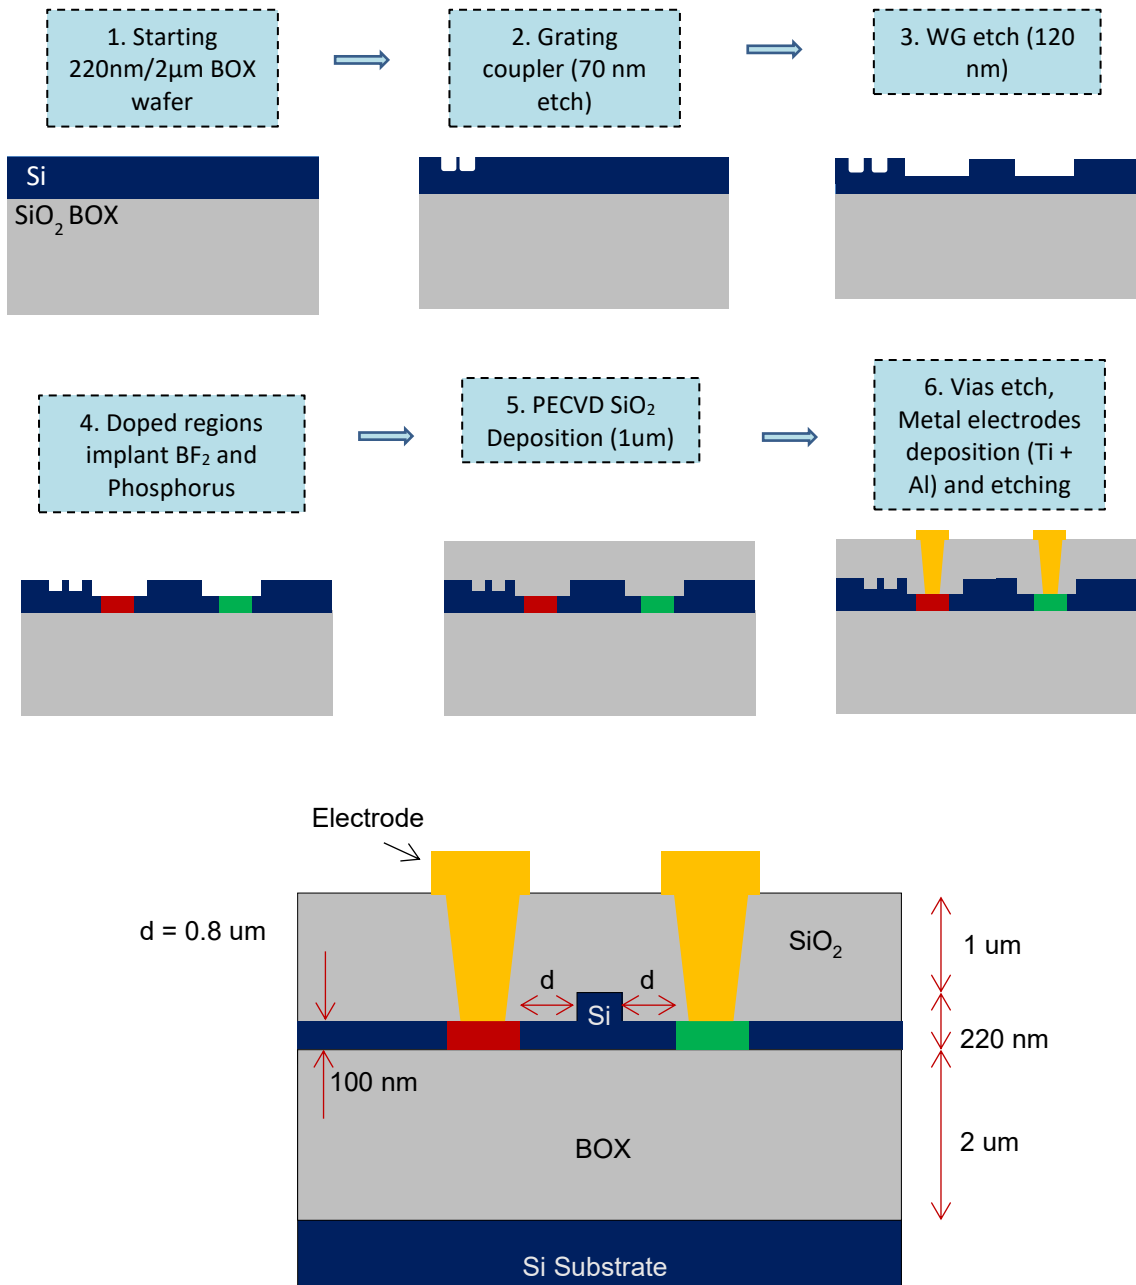 1. Starting
220nm/2µm BOX
wafer
2. Grating
coupler (70 nm
etch)
3. WG etch (120
nm)
Si
SiO₂ BOX
4. Doped regions
implant BF₂ and
Phosphorus
5. PECVD SiO₂
Deposition (1um)
6. Vias etch,
Metal electrodes
deposition (Ti +
Al) and etching
Electrode
d = 0.8 um
SiO₂
1 um
d
d
Si
220 nm
100 nm
BOX
2 um
Si Substrate